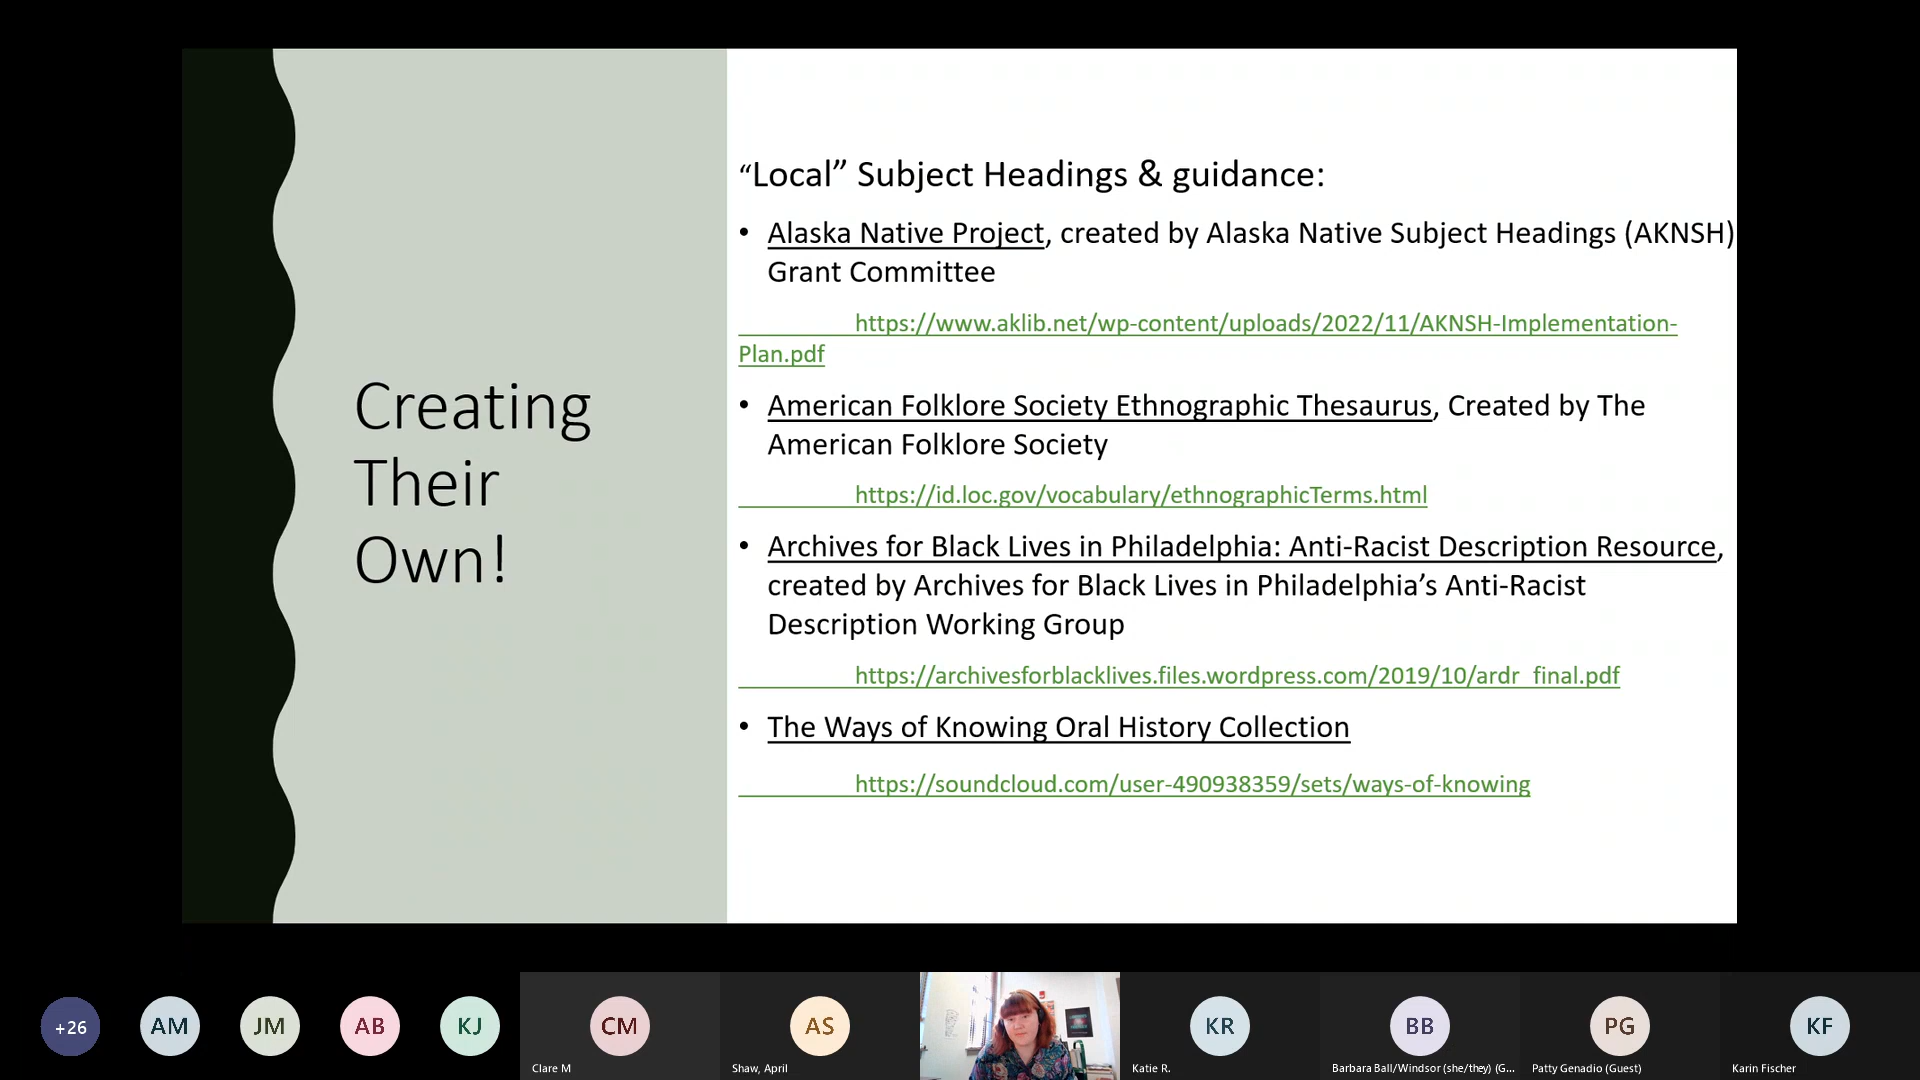 Creating
Their
Own!
“Local” Subject Headings & guidance:
• Alaska Native Project, created by Alaska Native Subject Headings (AKNSH)
Grant Committee
https://www.aklib.net/wp-content/uploads/2022/11/AKNSH-Implementation-
Plan.pdf
• American Folklore Society Ethnographic Thesaurus, Created by The
American Folklore Society
https://id.loc.gov/vocabulary/ethnographicTerms.html
• Archives for Black Lives in Philadelphia: Anti-Racist Description Resource,
created by Archives for Black Lives in Philadelphia’s Anti-Racist
Description Working Group
https://archivesforblacklives.files.wordpress.com/2019/10/ardr_final.pdf
• The Ways of Knowing Oral History Collection
https://soundcloud.com/user-490938359/sets/ways-of-knowing
+26
AM
JM
AB
KJ
CM
Clare M
AS
Shaw, April
KR
Katie R.
BB
Barbara Ball/Windsor (she/they) (G...
PG
Patty Genadio (Guest)
KF
Karin Fischer